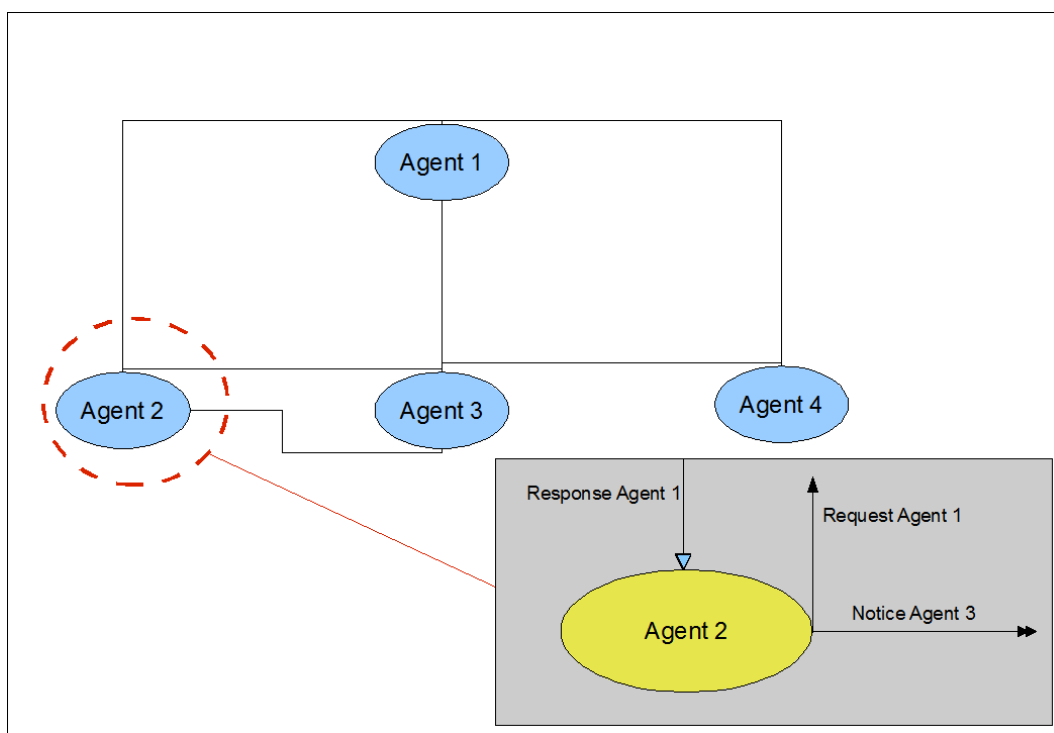 Agent 1
Agent 2
Agent 3
Agent 4
Response Agent 1
Request Agent 1
Notice Agent 3
Agent 2